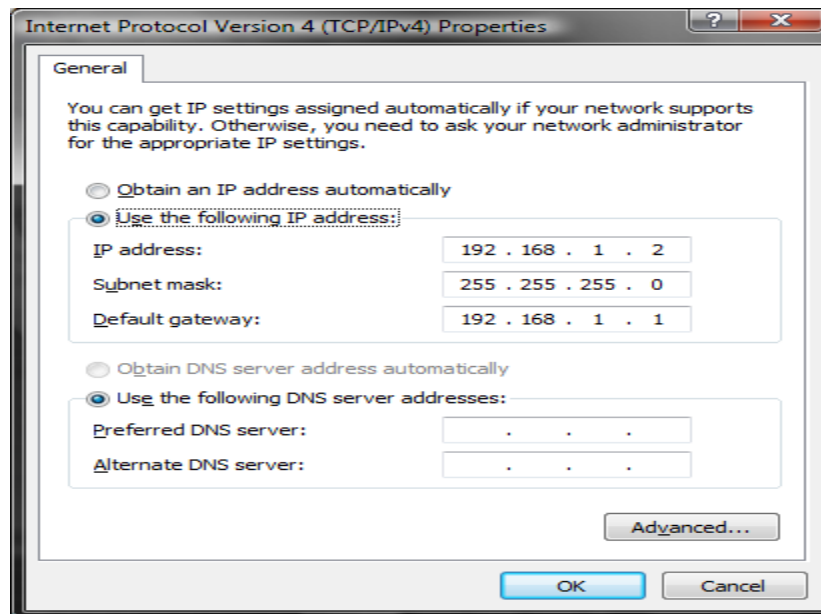 Internet Protocol Version 4 (TCP/IPv4) Properties
?
General
You can get IP settings assigned automatically if your network supports
this capability. Otherwise, you need to ask your network administrator
for the appropriate IP settings.
Obtain an IP address automatically
Use the following IP address:
IP address: 192 . 168 . 1 . 2
Subnet mask: 255 . 255 . 255 . 0
Default gateway: 192 . 168 . 1 . 1
Obtain DNS server address automatically
Use the following DNS server addresses:
Preferred DNS server: . . .
Alternate DNS server: . . .
Advanced...
OK Cancel